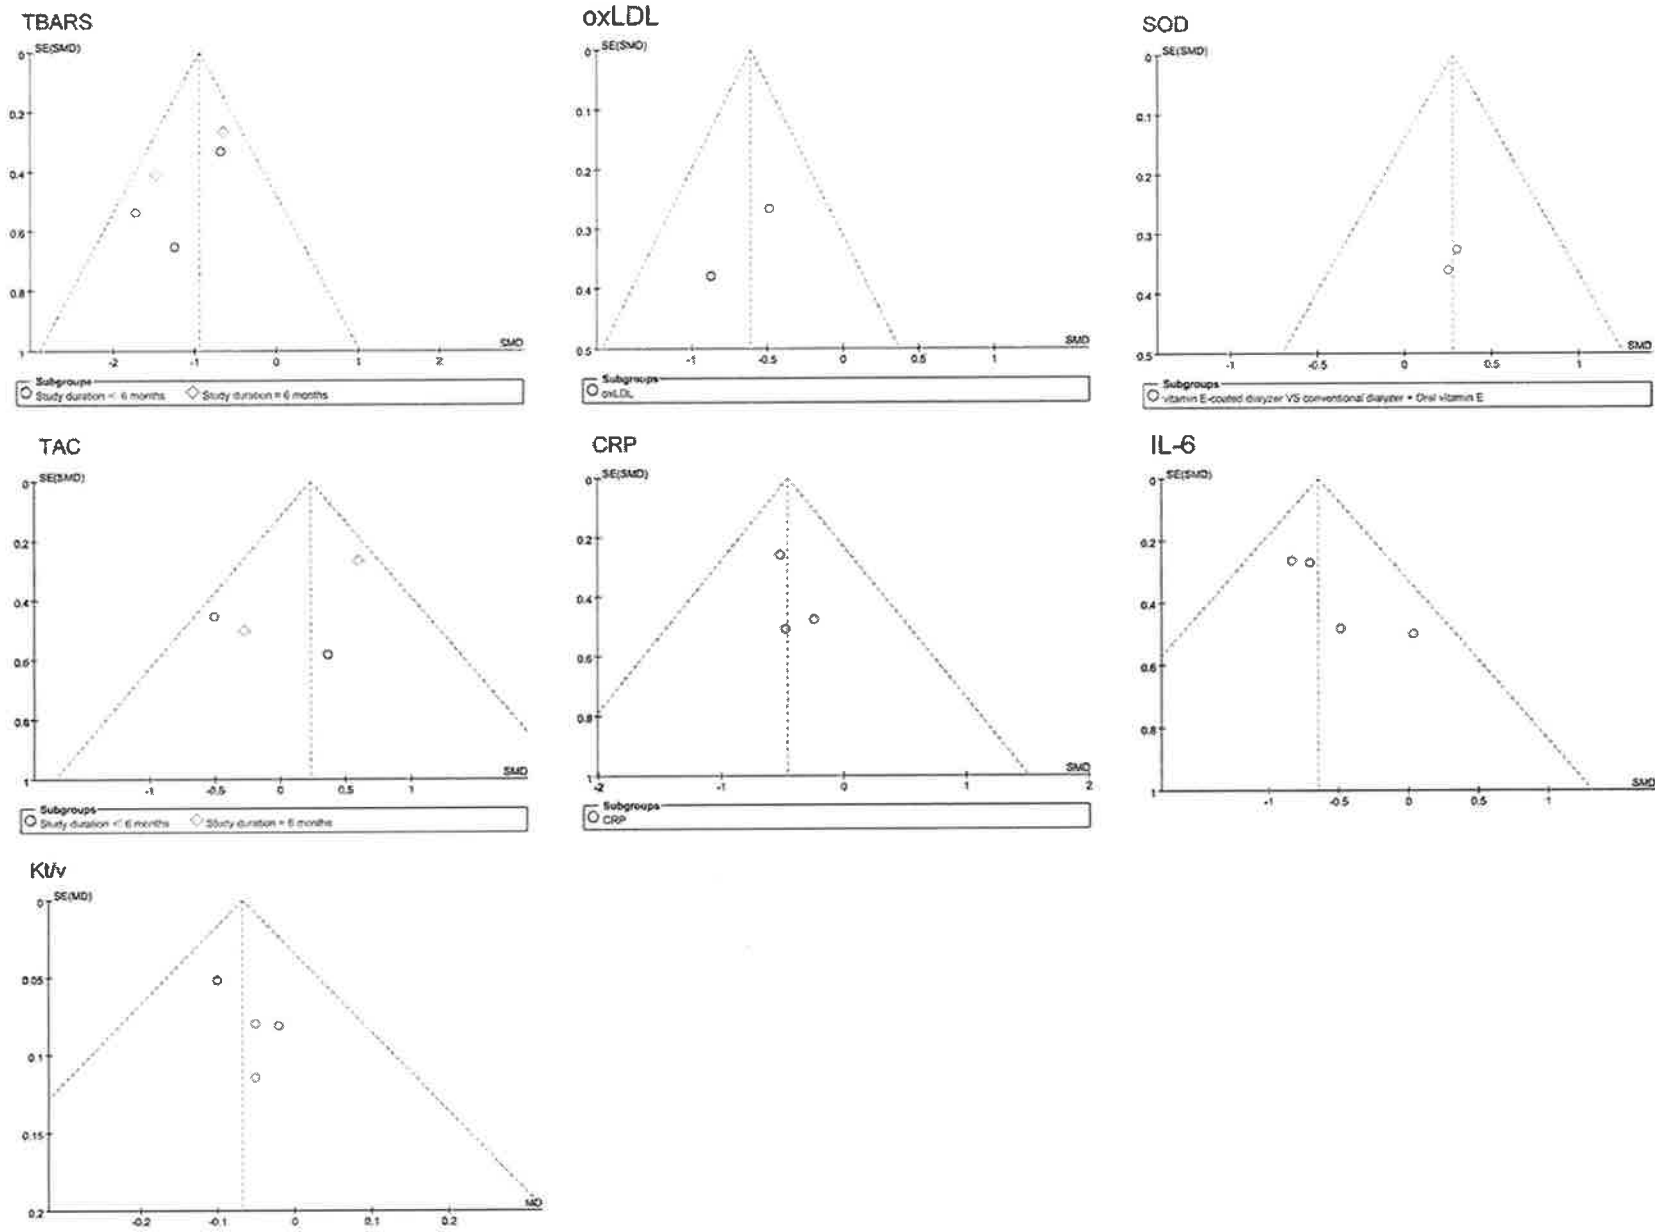 TBARS
SE(SMD)
0
0.2
0.4
0.6
0.8
1
-2
-1
0
1
2
SMD
Subgroups
Study duration < 6 months
Study duration = 6 months
oxLDL
SE(SMD)
0
0.1
0.2
0.3
0.4
0.5
-1
-0.5
0
0.5
1
SMD
Subgroups
oxLDL
SOD
SE(SMD)
0
0.1
0.2
0.3
0.4
0.5
-1
-0.5
0
0.5
1
SMD
Subgroups
vitamin E-coated dialyzer VS conventional dialyzer + Oral vitamin E
TAC
SE(SMD)
0
0.2
0.4
0.6
0.8
1
-1
-0.5
0
0.5
1
SMD
Subgroups
Study duration < 6 months
Study duration = 6 months
CRP
SE(SMD)
0
0.2
0.4
0.6
0.8
1
-2
-1
0
1
2
SMD
Subgroups
CRP
IL-6
SE(SMD)
0
0.2
0.4
0.6
0.8
1
-1
-0.5
0
0.5
1
SMD
Kt/v
SE(MD)
0
0.05
0.1
0.15
0.2
-0.2
-0.1
0
0.1
0.2
MD